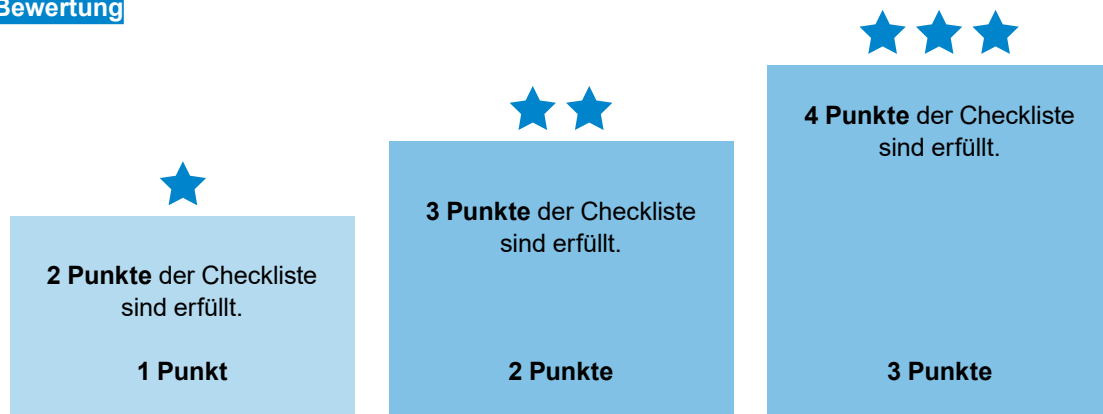 Bewertung
2 Punkte der Checkliste
sind erfüllt.
1 Punkt
3 Punkte der Checkliste
sind erfüllt.
2 Punkte
4 Punkte der Checkliste
sind erfüllt.
3 Punkte